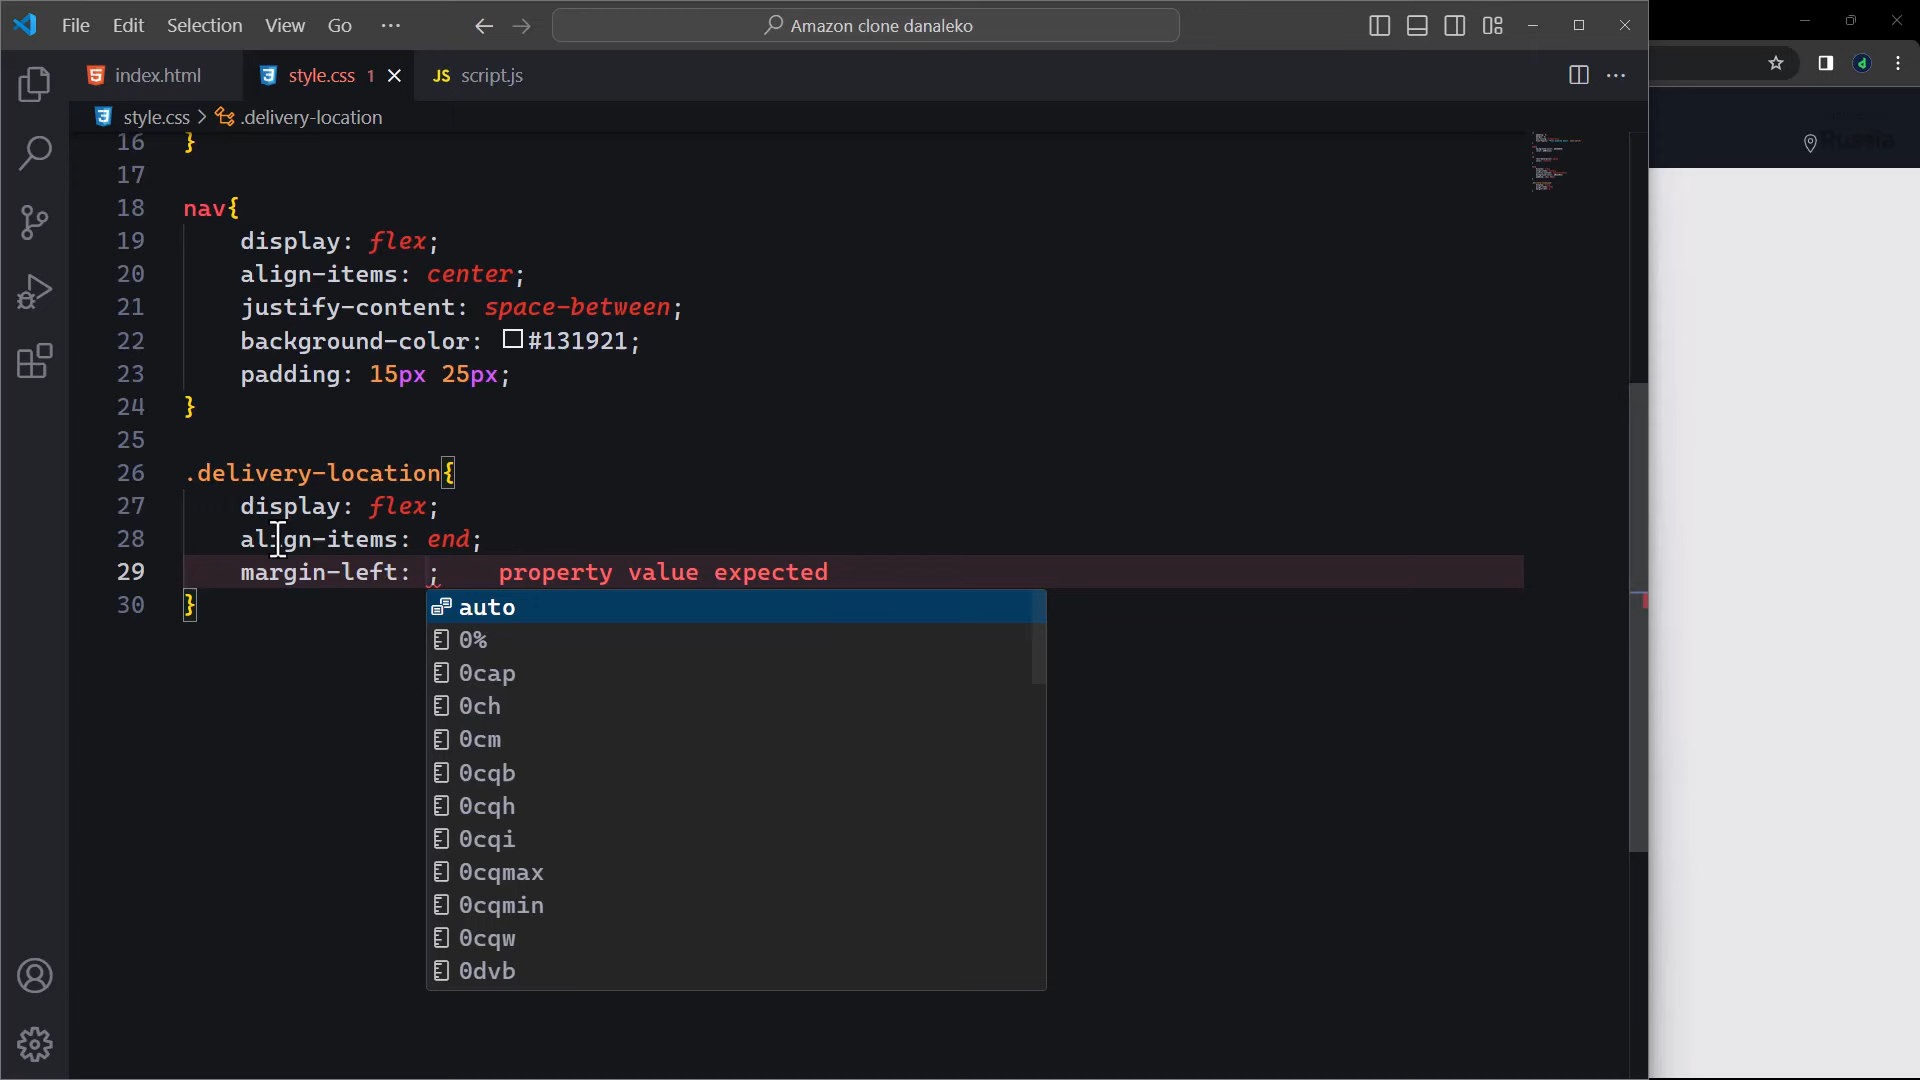 File Edit Selection View Go ··· Amazon clone danaleko
index.html style.css 1 JS script.js
style.css > .delivery-location
16 }
17
18 nav{
19 display: flex;
20 align-items: center;
21 justify-content: space-between;
22 background-color: #131921;
23 padding: 15px 25px;
24 }
25
26 .delivery-location{
27 display: flex;
28 align-items: end;
29 margin-left: ; property value expected
30 }
auto
0%
0cap
0ch
0cm
0cqb
0cqh
0cqi
0cqmax
0cqmin
0cqw
0dvb
d
Russia